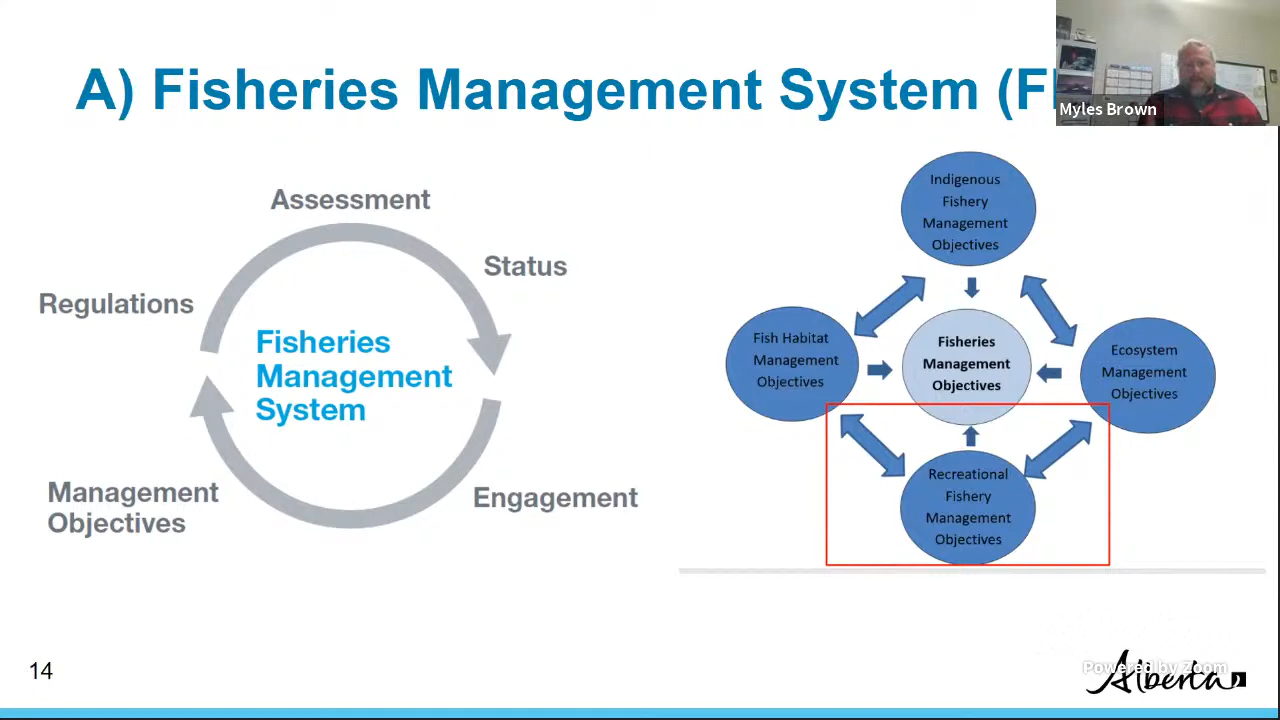 A) Fisheries Management System (F
Myles Brown
Assessment
Status
Regulations
Fisheries
Management
System
Management
Objectives
Engagement
Indigenous
Fishery
Management
Objectives
Fish Habitat
Management
Objectives
Fisheries
Management
Objectives
Ecosystem
Management
Objectives
Recreational
Fishery
Management
Objectives
14
Powered by Zoom
Alberta